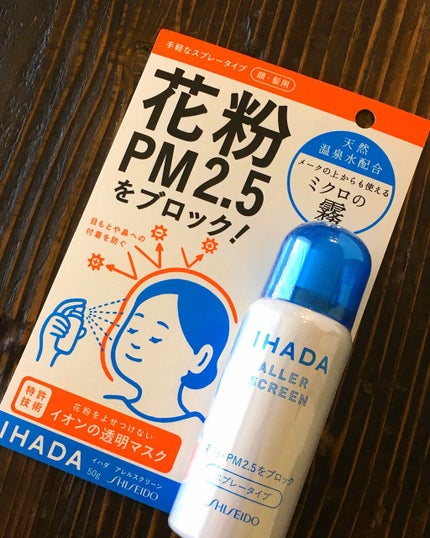 手軽なスプレータイプ 顔・髪用
花粉
PM2.5
をブロック!
天然
温泉水配合
メークの上からも使える
ミクロの
霧
目もとや鼻への
付着を防ぐ
特許
技術
花粉をよせつけない
イオンの透明マスク
IHADA
イハダ アレルスクリーン
50g
SHISEIDO
IHADA
ALLER
SCREEN
・PM2.5をブロック
スプレータイプ
SHISEIDO